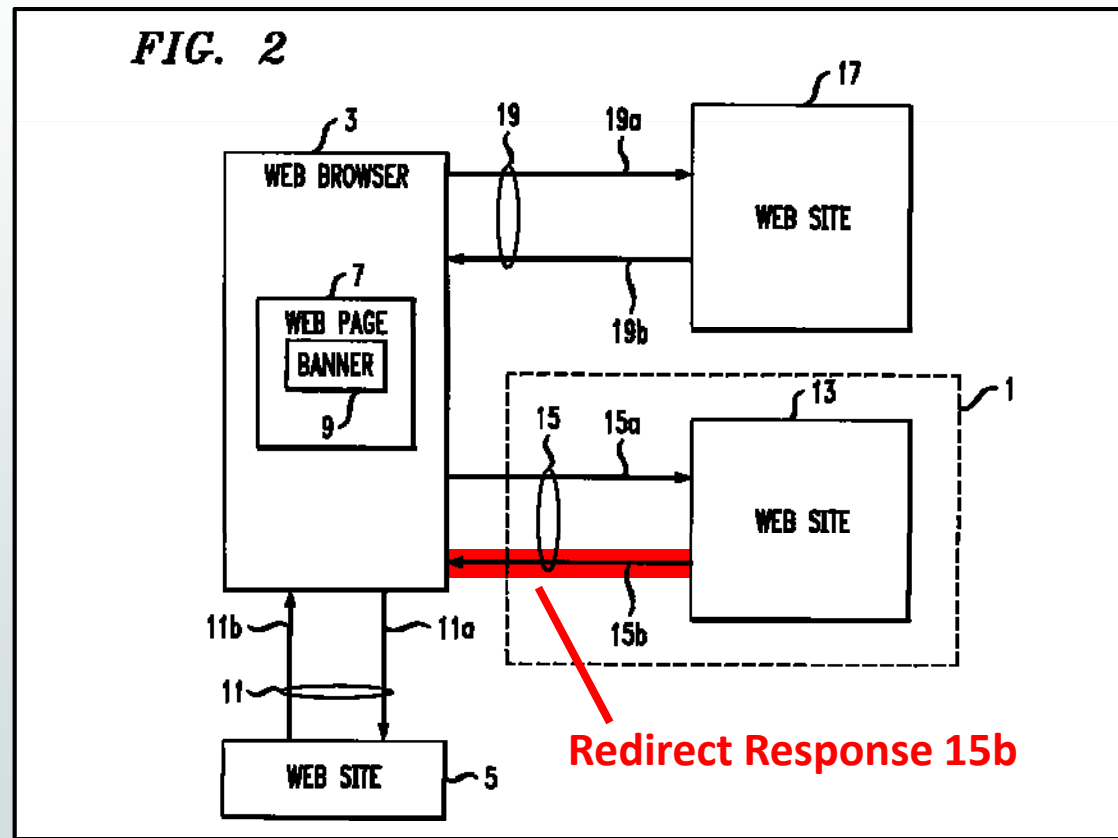 FIG. 2
17
3
19
19a
WEB BROWSER
WEB SITE
7
19b
WEB PAGE
BANNER
9
1
13
15
15a
WEB SITE
15b
11b
11a
11
Redirect Response 15b
WEB SITE
5